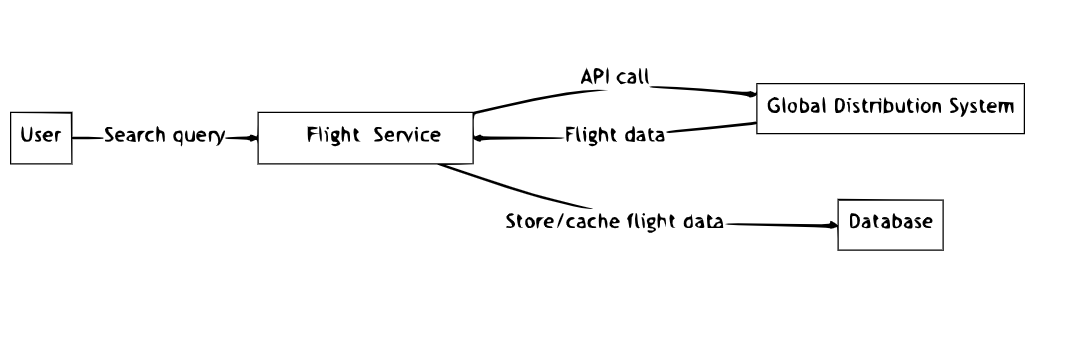 API call
Global Distribution System
User
Search query
Flight Service
Flight data
Store/cache flight data
Database